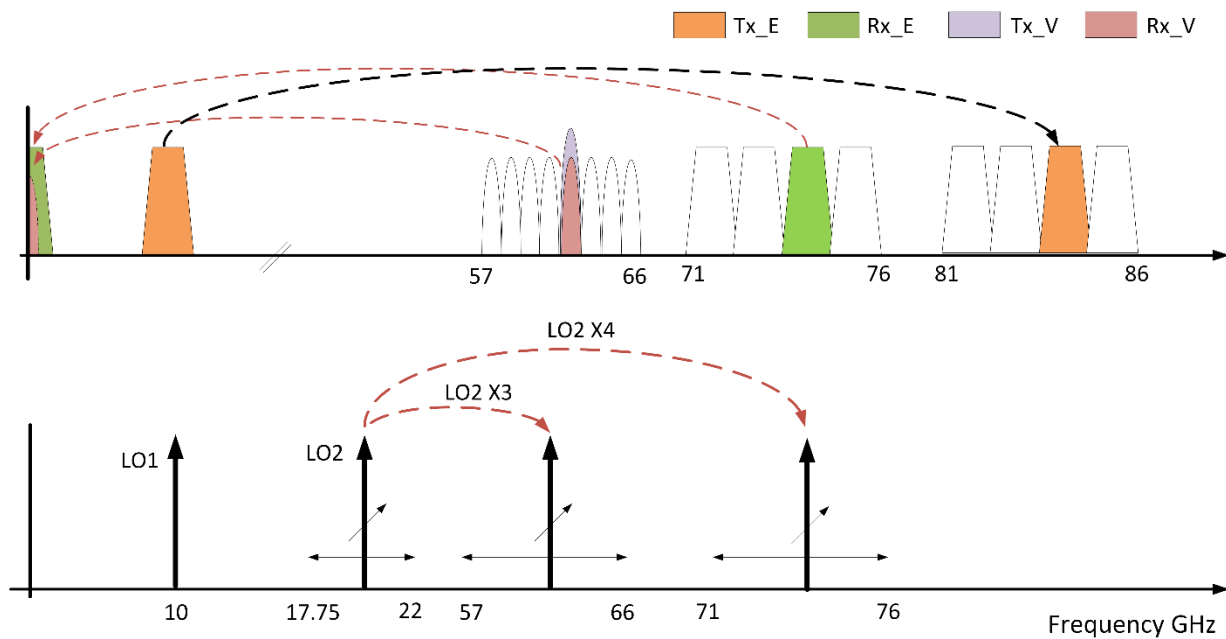 Tx_E Rx_E Tx_V Rx_V
57 66 71 76 81 86
LO2 X4
LO2 X3
LO1 LO2
10 17.75 22 57 66 71 76
Frequency GHz